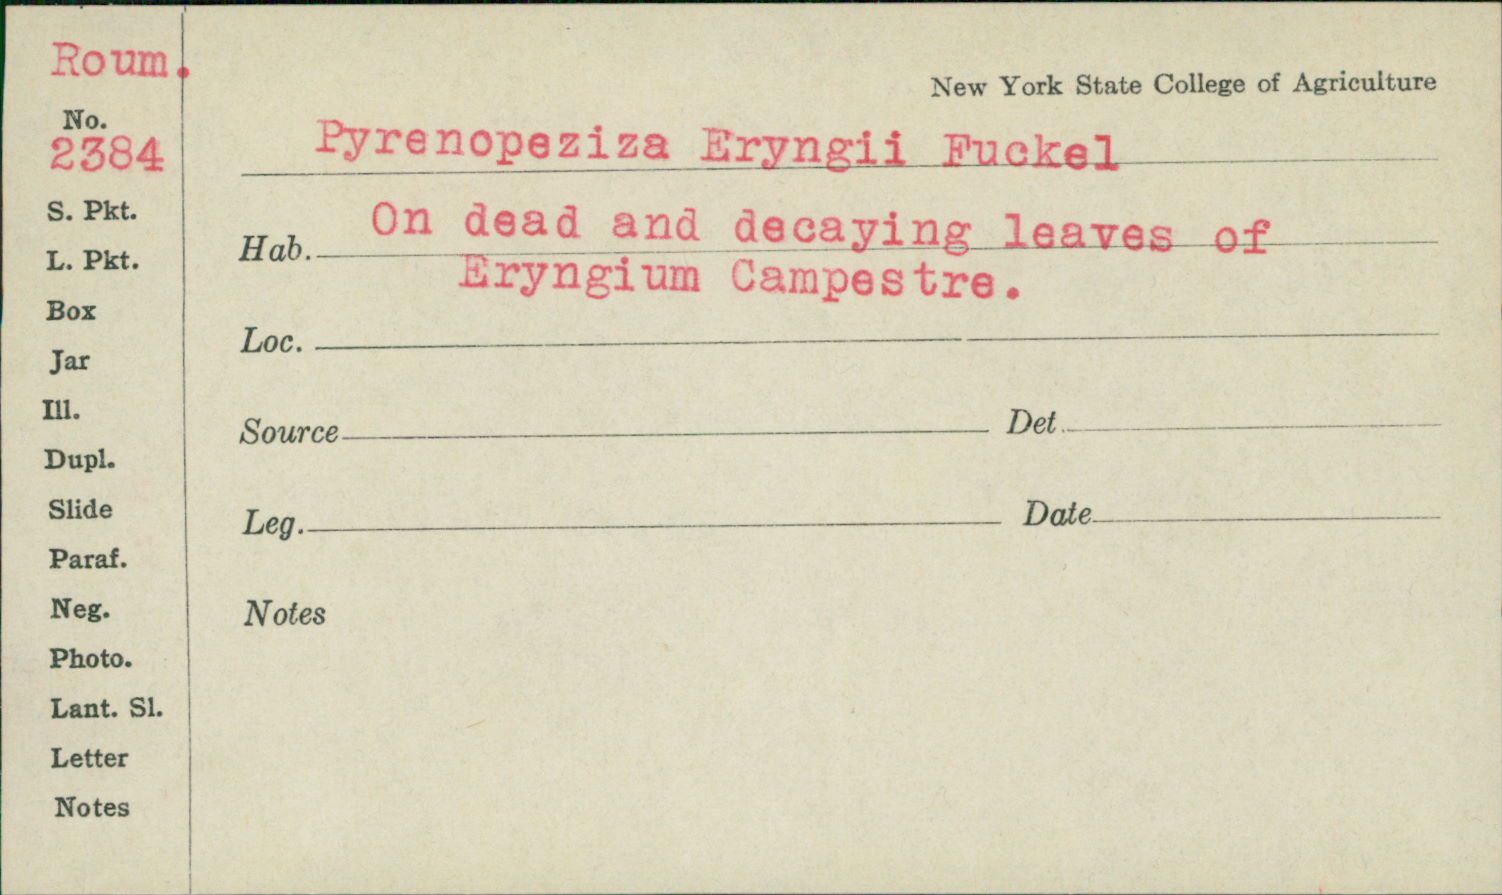 Roum.
No.
2384
S. Pkt.
L. Pkt.
Box
Jar
Ill.
Dupl.
Slide
Paraf.
Neg.
Photo.
Lant. Sl.
Letter
Notes
New York State College of Agriculture
Pyrenopeziza Eryngii Fuckel
Hab. On dead and decaying leaves of
Eryngium Campestre.
Loc.
Source Det
Leg. Date
Notes